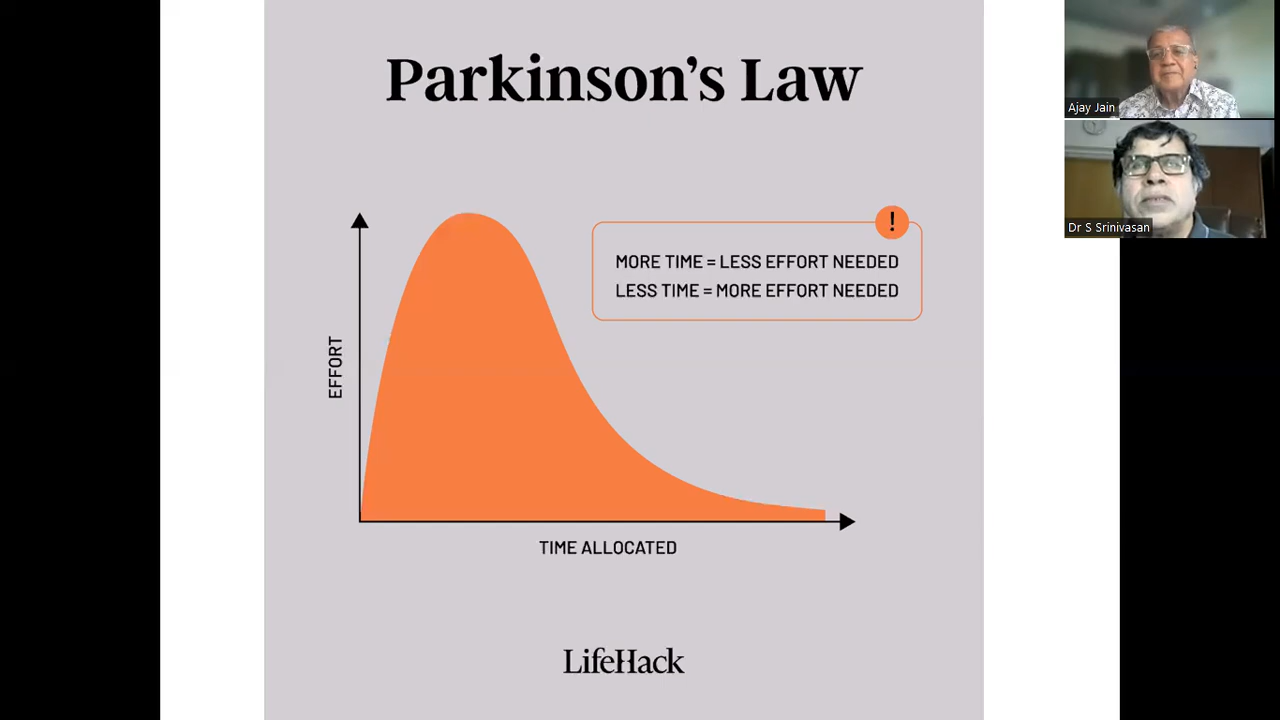 Parkinson's Law
!
MORE TIME = LESS EFFORT NEEDED
LESS TIME = MORE EFFORT NEEDED
EFFORT
TIME ALLOCATED
LifeHack
Ajay Jain
Dr S Srinivasan